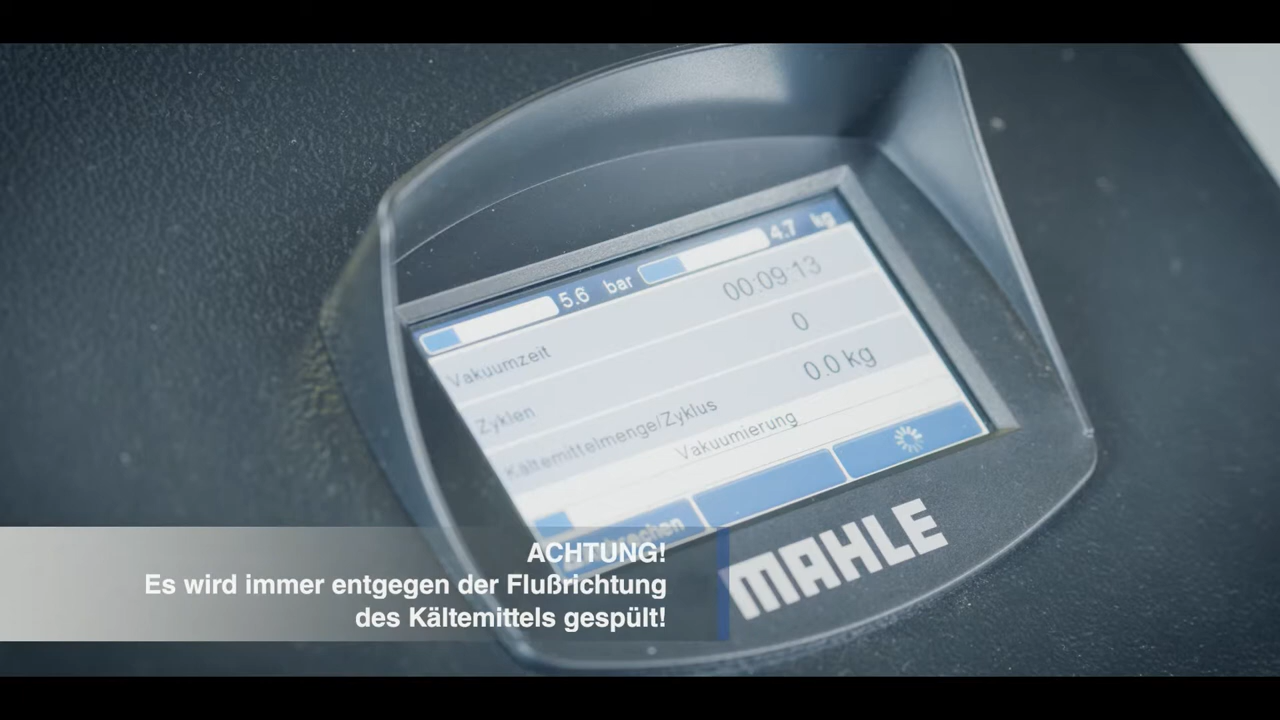 5.6 bar 4.7 kg
Vakuumzeit 00:09:13
Zyklen 0
Kältemittelmenge/Zyklus 0.0 kg
Vakuumierung
MAHLE
ACHTUNG!
Es wird immer entgegen der Flußrichtung
des Kältemittels gespült!